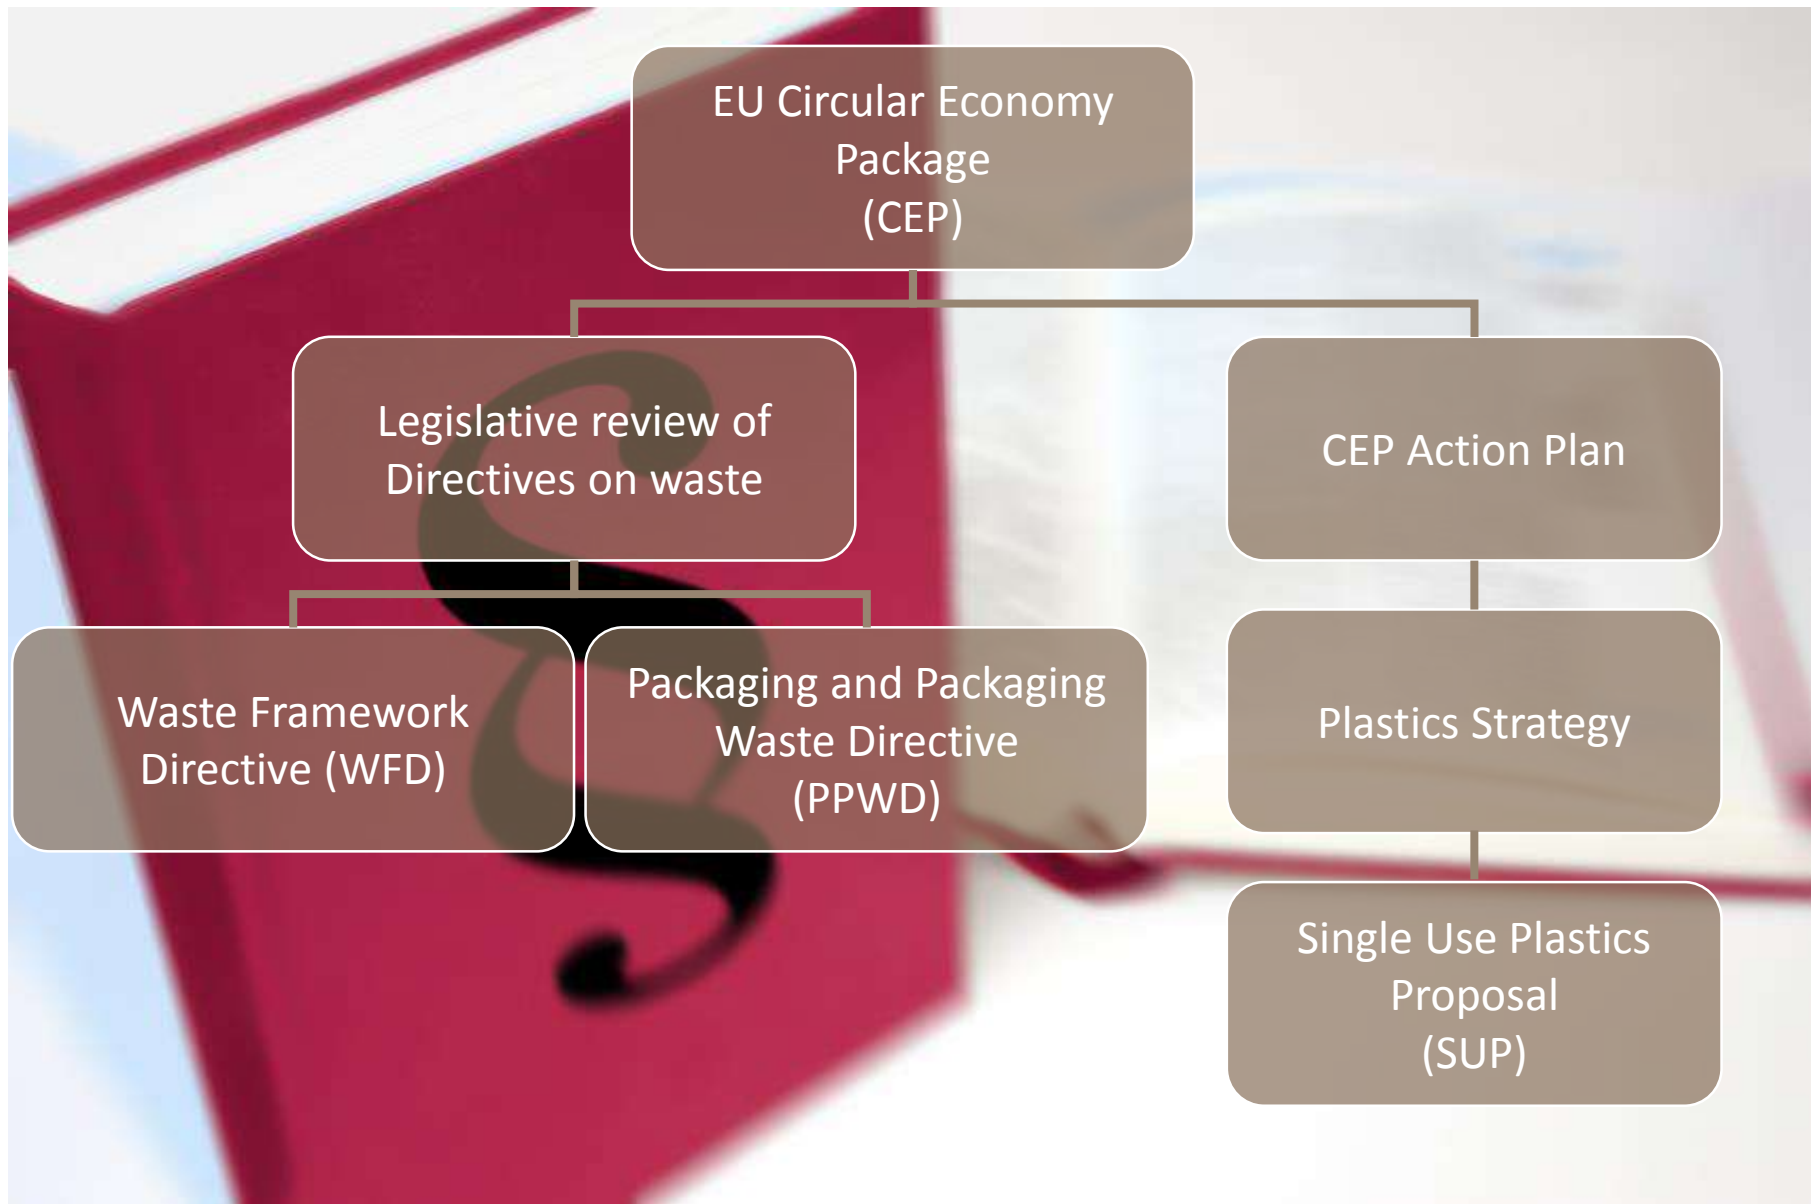 EU Circular Economy
Package
(CEP)
Legislative review of
Directives on waste
CEP Action Plan
Waste Framework
Directive (WFD)
Packaging and Packaging
Waste Directive
(PPWD)
Plastics Strategy
Single Use Plastics
Proposal
(SUP)
§